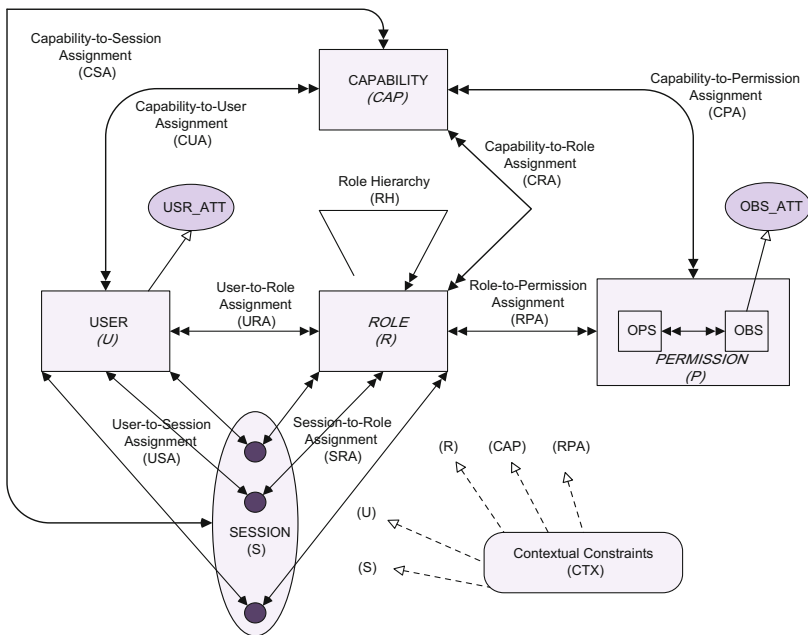 Capability-to-Session
Assignment
(CSA)
CAPABILITY
(CAP)
Capability-to-Permission
Assignment
(CPA)
Capability-to-User
Assignment
(CUA)
Capability-to-Role
Assignment
(CRA)
Role Hierarchy
(RH)
USR_ATT
OBS_ATT
USER
(U)
User-to-Role
Assignment
(URA)
ROLE
(R)
Role-to-Permission
Assignment
(RPA)
OPS
OBS
PERMISSION
(P)
User-to-Session
Assignment
(USA)
Session-to-Role
Assignment
(SRA)
SESSION
(S)
(R)
(CAP)
(RPA)
(U)
(S)
Contextual Constraints
(CTX)